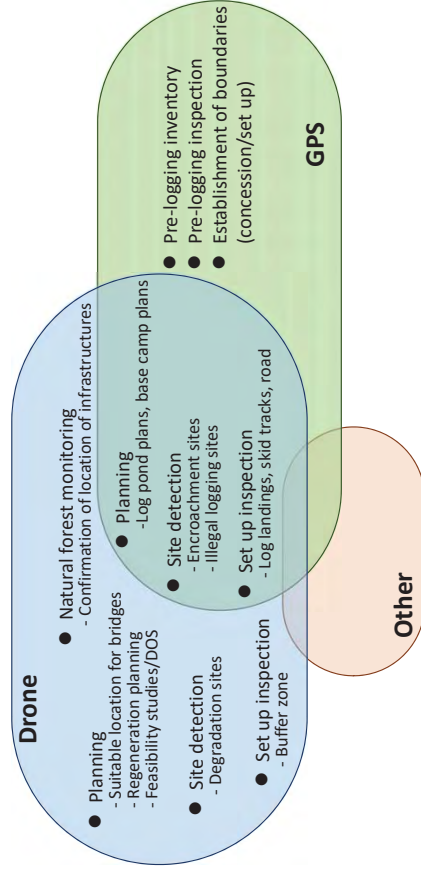 Drone
● Planning
- Suitable location for bridges
- Regeneration planning
- Feasibility studies/DOS
● Natural forest monitoring
- Confirmation of location of infrastructures
● Site detection
- Degradation sites
● Set up inspection
- Buffer zone
● Planning
-Log pond plans, base camp plans
● Site detection
- Encroachment sites
- Illegal logging sites
● Set up inspection
- Log landings, skid tracks, road
● Pre-logging inventory
● Pre-logging inspection
● Establishment of boundaries
(concession/set up)
GPS
Other